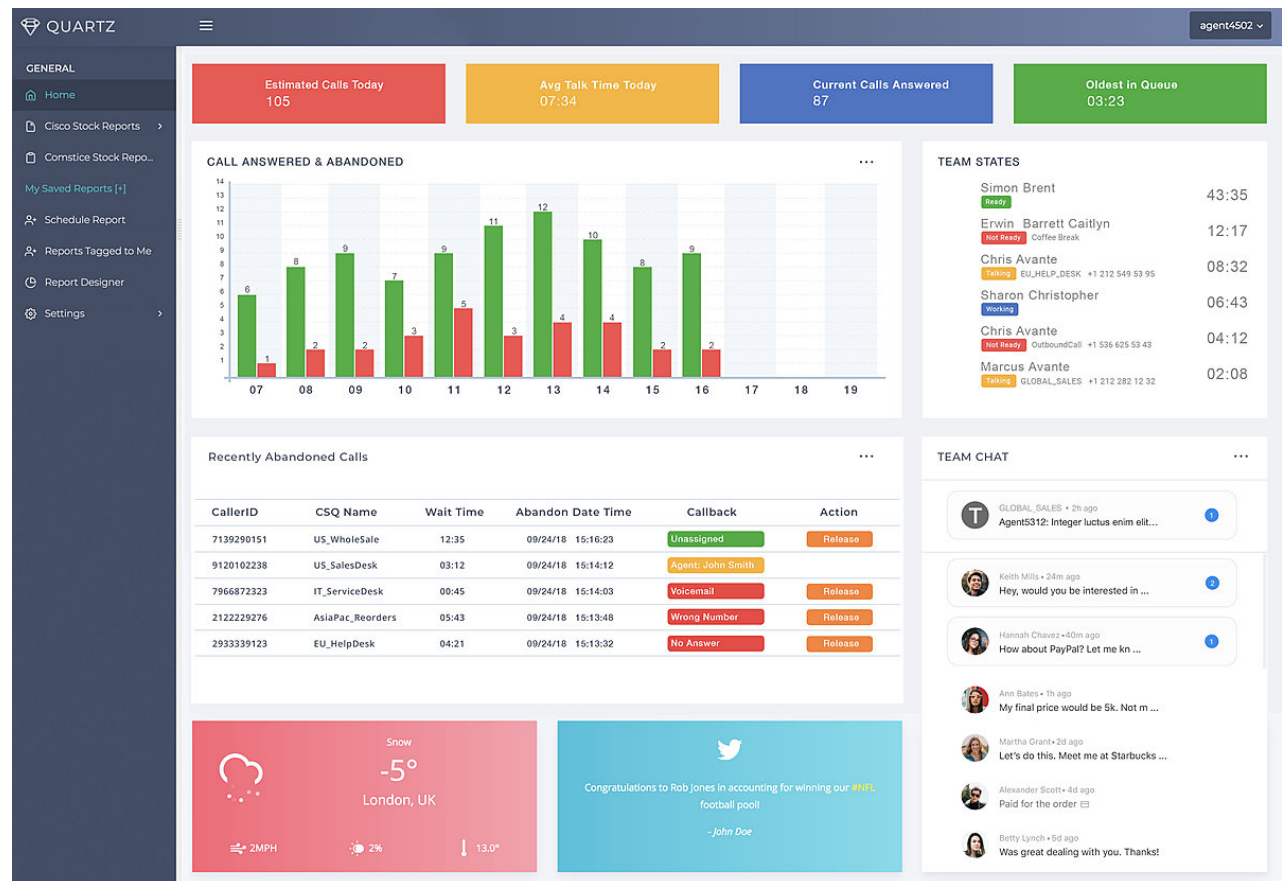 QUARTZ
agent4502
GENERAL
Home
Cisco Stock Reports
Comstice Stock Repo...
My Saved Reports [+]
Schedule Report
Reports Tagged to Me
Report Designer
Settings
Estimated Calls Today
105
Avg Talk Time Today
07:34
Current Calls Answered
87
Oldest in Queue
03:23
CALL ANSWERED & ABANDONED
14
13
12
11
10
9
8
7
6
5
4
3
2
1
6 1
8 2
9 2
7 3
9 5
11 3
12 4
10 4
8 2
9 2
07 08 09 10 11 12 13 14 15 16 17 18 19
TEAM STATES
Simon Brent
Ready
43:35
Erwin Barrett Caitlyn
Not Ready Coffee Break
12:17
Chris Avante
Talking EU_HELP_DESK +1 212 549 53 95
08:32
Sharon Christopher
Working
06:43
Chris Avante
Not Ready OutboundCall +1 536 625 53 43
04:12
Marcus Avante
Talking GLOBAL_SALES +1 212 282 12 32
02:08
Recently Abandoned Calls
CallerID CSQ Name Wait Time Abandon Date Time Callback Action
7139290151 US_WholeSale 12:35 09/24/18 15:16:23 Unassigned Release
9120102238 US_SalesDesk 03:12 09/24/18 15:14:12 Agent: John Smith
7966872323 IT_ServiceDesk 00:45 09/24/18 15:14:03 Voicemail Release
2122229276 AsiaPac_Reorders 05:43 09/24/18 15:13:48 Wrong Number Release
2933339123 EU_HelpDesk 04:21 09/24/18 15:13:32 No Answer Release
TEAM CHAT
T
GLOBAL_SALES • 2h ago
Agent5312: Integer luctus enim elit...
1
Keith Mills • 24m ago
Hey, would you be interested in ...
2
Hannah Chavez •40m ago
How about PayPal? Let me kn ...
1
Ann Bates • 1h ago
My final price would be 5k. Not m ...
Martha Grant• 2d ago
Let's do this. Meet me at Starbucks ...
Alexander Scott• 4d ago
Paid for the order
Betty Lynch • 5d ago
Was great dealing with you. Thanks!
Snow
-5°
London, UK
2MPH
2%
13.0°
Congratulations to Rob Jones in accounting for winning our #NFL
football pool!
- John Doe